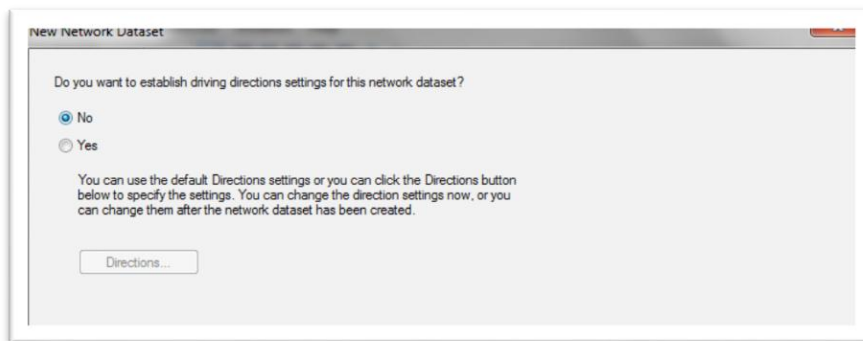 New Network Dataset
Do you want to establish driving directions settings for this network dataset?
No
Yes
You can use the default Directions settings or you can click the Directions button
below to specify the settings. You can change the direction settings now, or you
can change them after the network dataset has been created.
Directions...